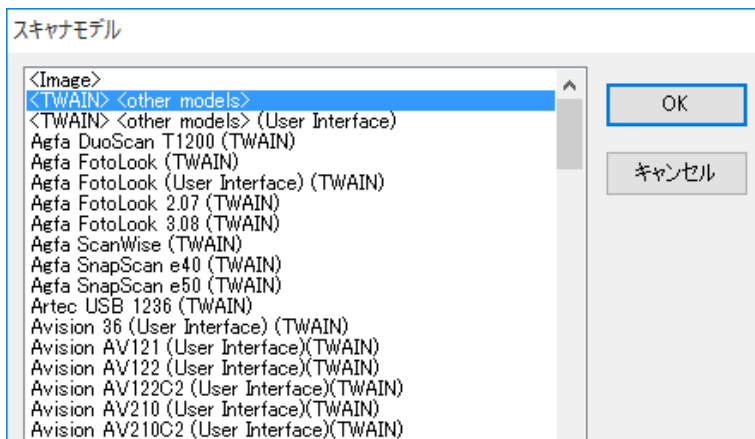 スキャナモデル
<Image>
<TWAIN> <other models>
<TWAIN> <other models> (User Interface)
Agfa DuoScan T1200 (TWAIN)
Agfa FotoLook (TWAIN)
Agfa FotoLook (User Interface) (TWAIN)
Agfa FotoLook 2.07 (TWAIN)
Agfa FotoLook 3.08 (TWAIN)
Agfa ScanWise (TWAIN)
Agfa SnapScan e40 (TWAIN)
Agfa SnapScan e50 (TWAIN)
Artec USB 1236 (TWAIN)
Avision 36 (User Interface) (TWAIN)
Avision AV121 (User Interface)(TWAIN)
Avision AV122 (User Interface)(TWAIN)
Avision AV122C2 (User Interface)(TWAIN)
Avision AV210 (User Interface)(TWAIN)
Avision AV210C2 (User Interface)(TWAIN)
OK
キャンセル